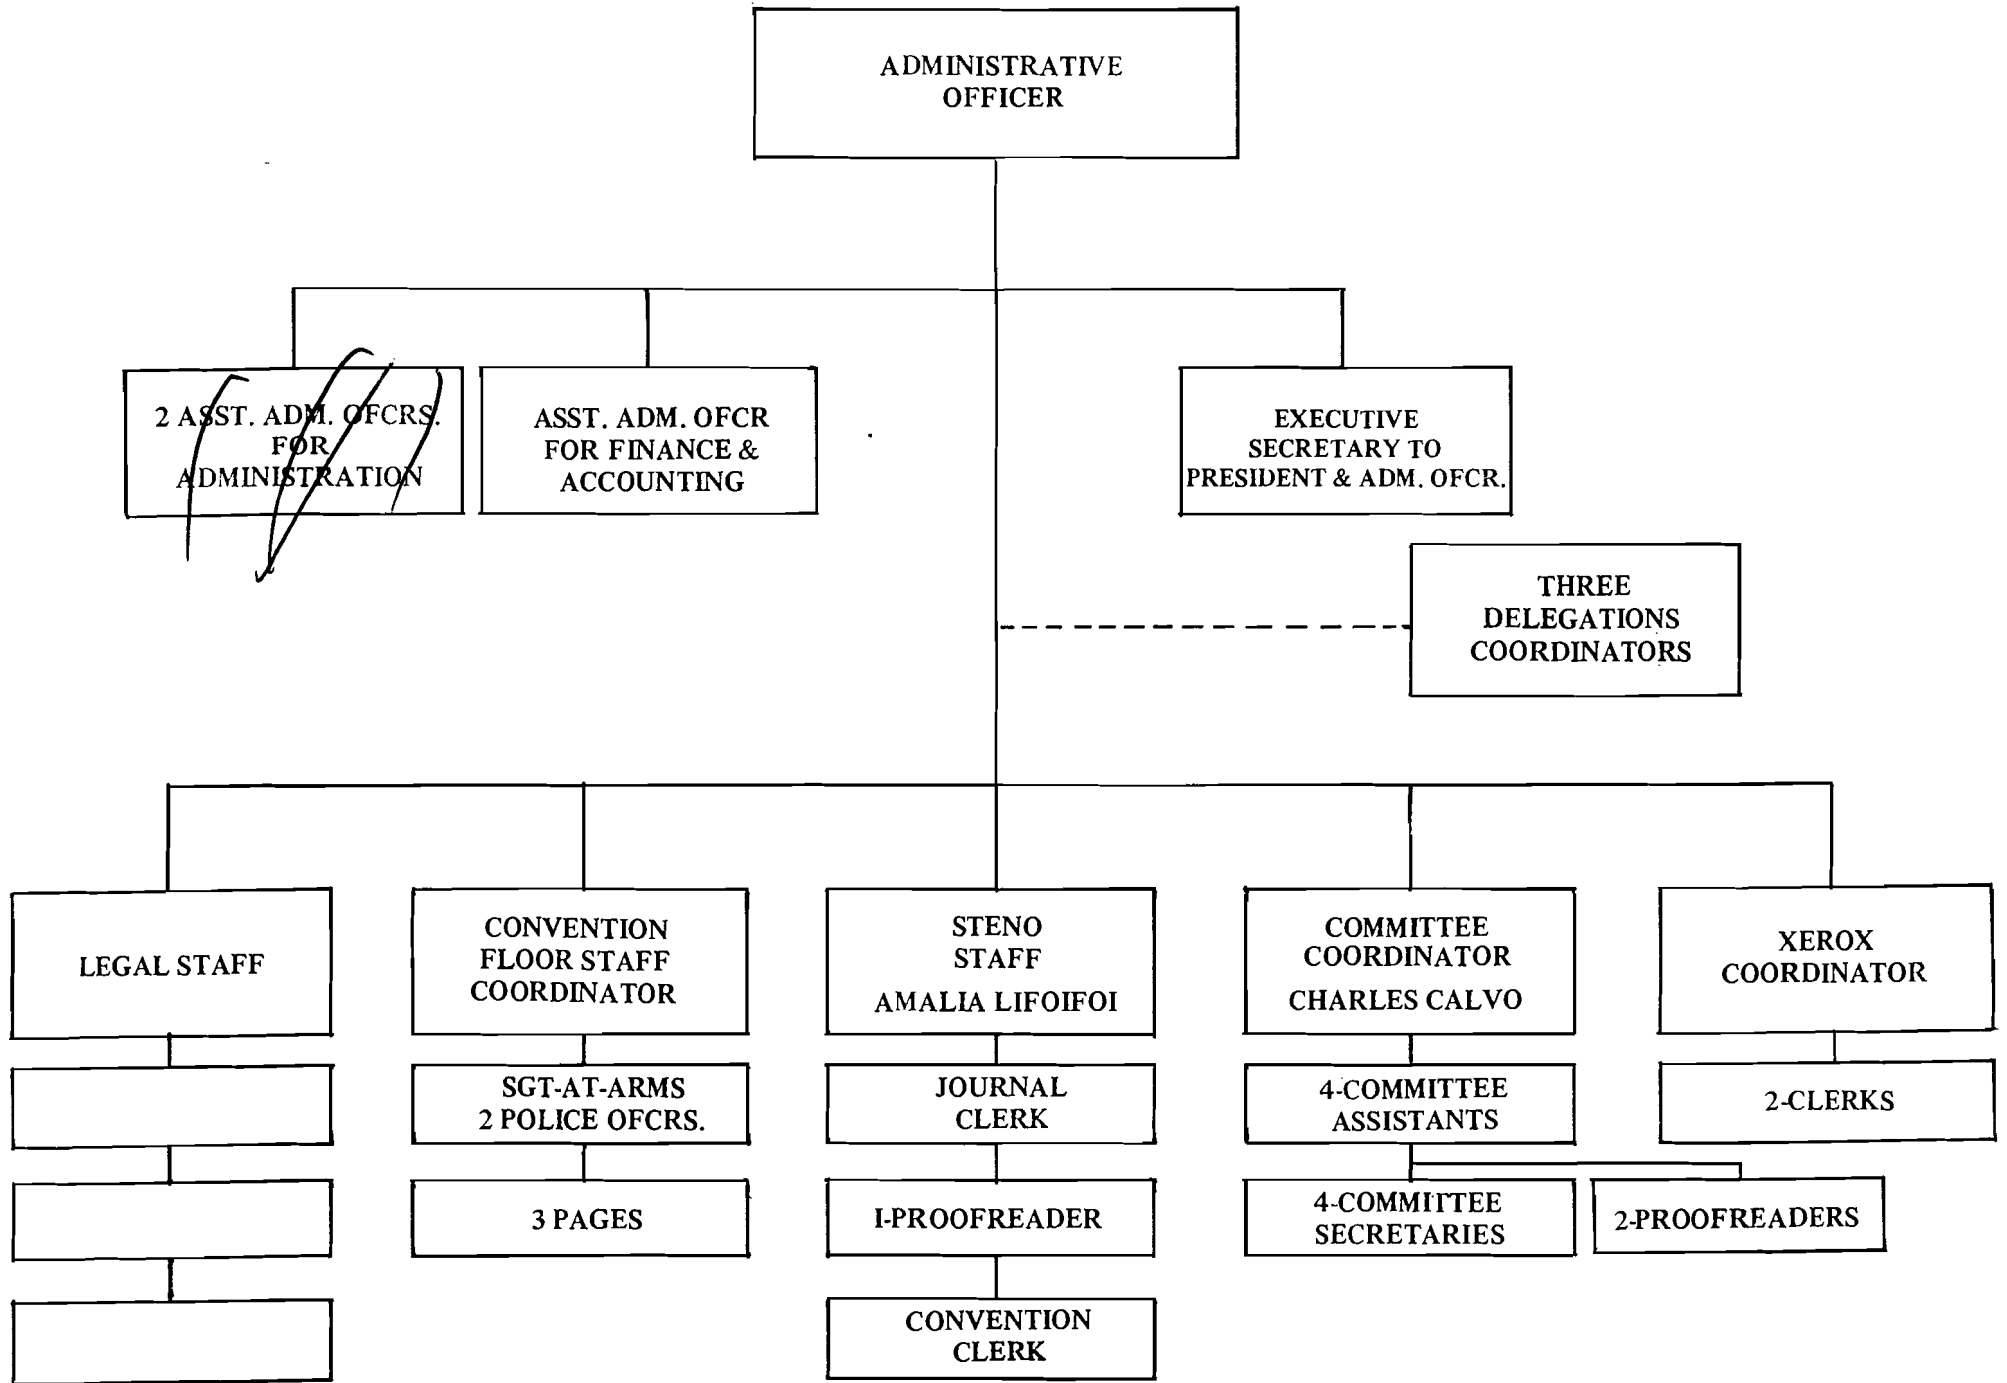 ADMINISTRATIVE
OFFICER
2 ASST. ADM. OFCRS.
FOR
ADMINISTRATION
ASST. ADM. OFCR
FOR FINANCE &
ACCOUNTING
EXECUTIVE
SECRETARY TO
PRESIDENT & ADM. OFCR.
THREE
DELEGATIONS
COORDINATORS
LEGAL STAFF
CONVENTION
FLOOR STAFF
COORDINATOR
STENO
STAFF
AMALIA LIFOIFOI
COMMITTEE
COORDINATOR
CHARLES CALVO
XEROX
COORDINATOR
SGT-AT-ARMS
2 POLICE OFCRS.
JOURNAL
CLERK
4-COMMITTEE
ASSISTANTS
2-CLERKS
3 PAGES
I-PROOFREADER
4-COMMITTEE
SECRETARIES
2-PROOFREADERS
CONVENTION
CLERK